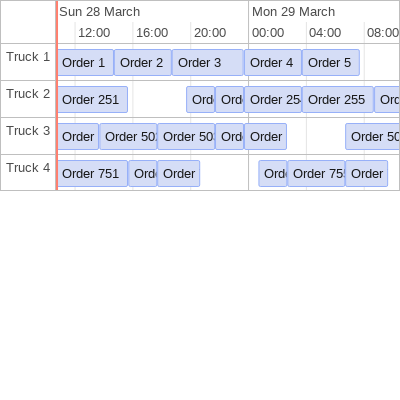 Sun 28 March Mon 29 March
12:00 16:00 20:00 00:00 04:00 08:00
Truck 1 Order 1 Order 2 Order 3 Order 4 Order 5
Truck 2 Order 251 Ord Ord Order 25 Order 255 Ord
Truck 3 Order Order 50 Order 50 Ord Order Order 50
Truck 4 Order 751 Ord Order Ord Order 75 Order